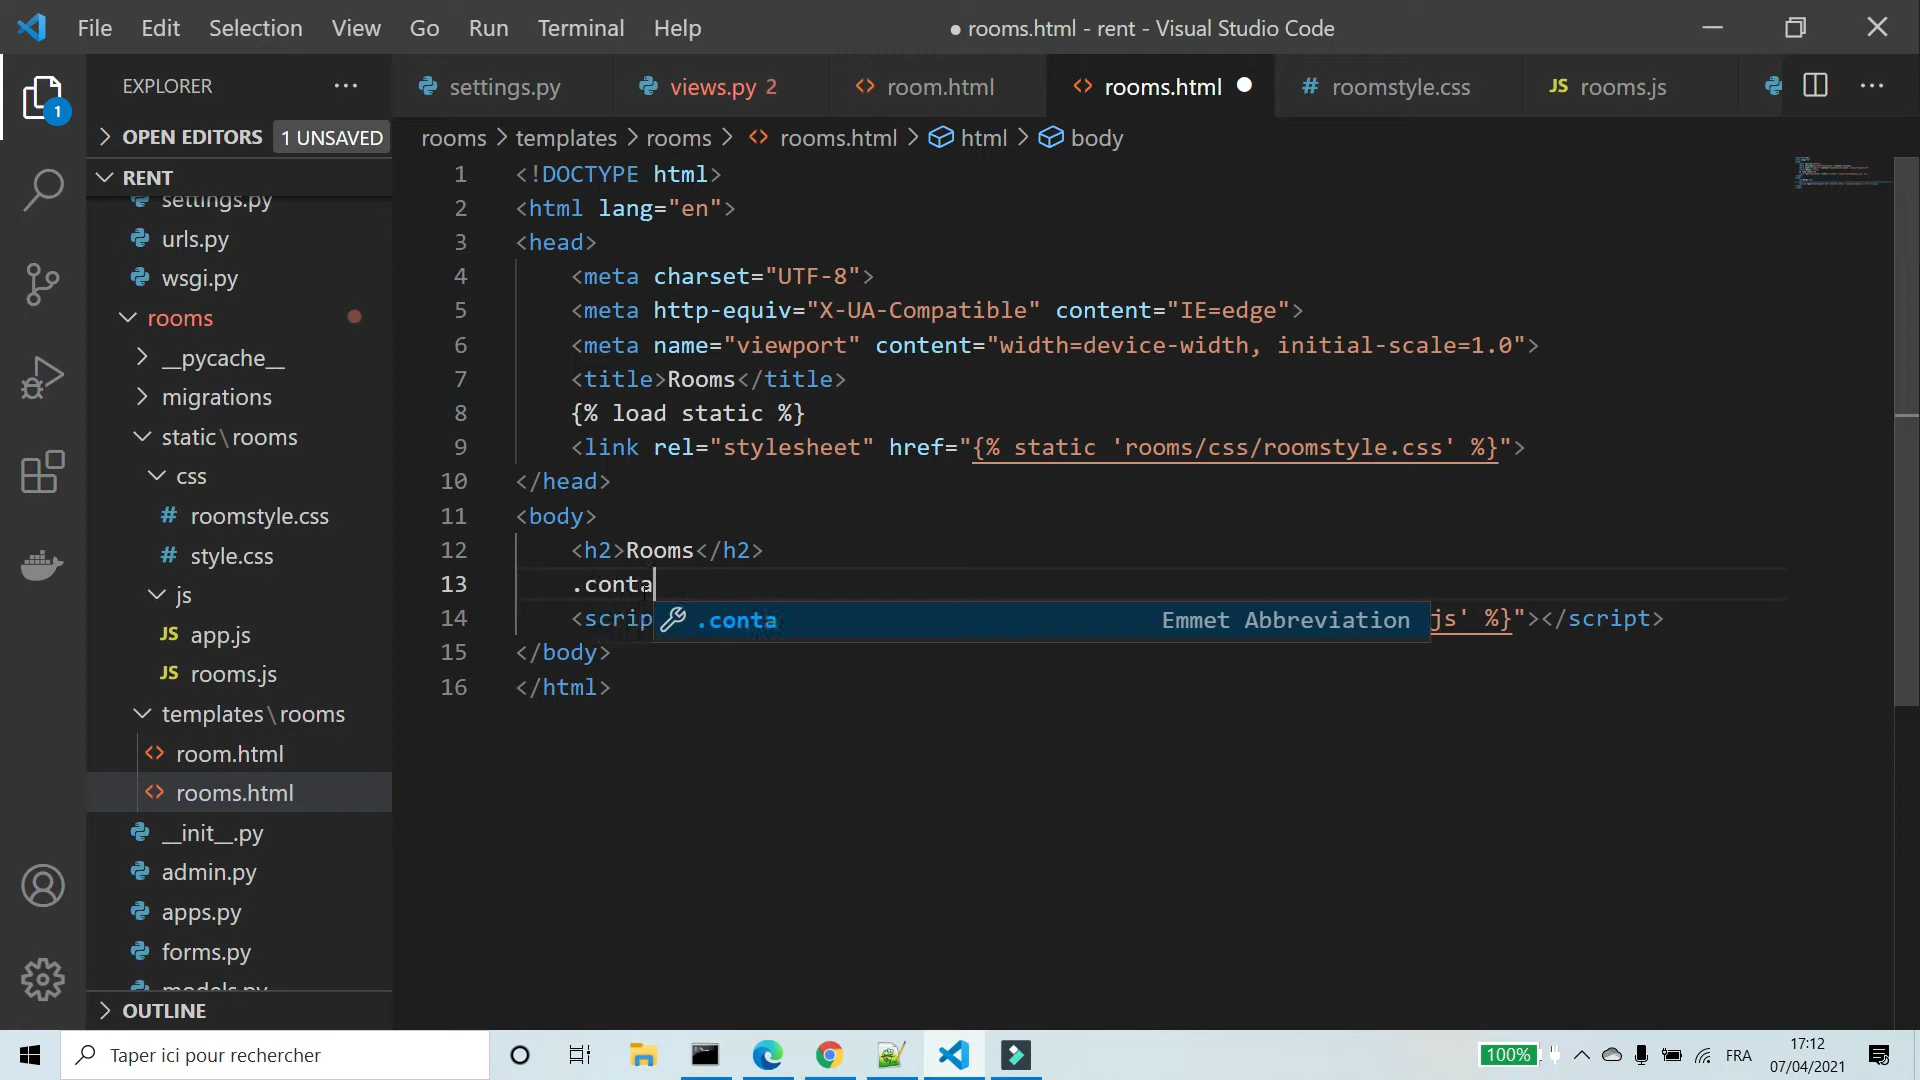 File Edit Selection View Go Run Terminal Help
● rooms.html - rent - Visual Studio Code
1
EXPLORER
OPEN EDITORS 1 UNSAVED
RENT
settings.py
urls.py
wsgi.py
rooms
__pycache__
migrations
static\rooms
css
# roomstyle.css
# style.css
js
JS app.js
JS rooms.js
templates\rooms
<> room.html
<> rooms.html
__init__.py
admin.py
apps.py
forms.py
models.py
OUTLINE
settings.py views.py 2 <> room.html <> rooms.html # roomstyle.css JS rooms.js
rooms > templates > rooms > <> rooms.html > html > body
1 <!DOCTYPE html>
2 <html lang="en">
3 <head>
4 <meta charset="UTF-8">
5 <meta http-equiv="X-UA-Compatible" content="IE=edge">
6 <meta name="viewport" content="width=device-width, initial-scale=1.0">
7 <title>Rooms</title>
8 {% load static %}
9 <link rel="stylesheet" href="{% static 'rooms/css/roomstyle.css' %}">
10 </head>
11 <body>
12 <h2>Rooms</h2>
13 .conta
.conta Emmet Abbreviation
14 <scrip js' %}"></script>
15 </body>
16 </html>
Taper ici pour rechercher
100% FRA
17:12
07/04/2021